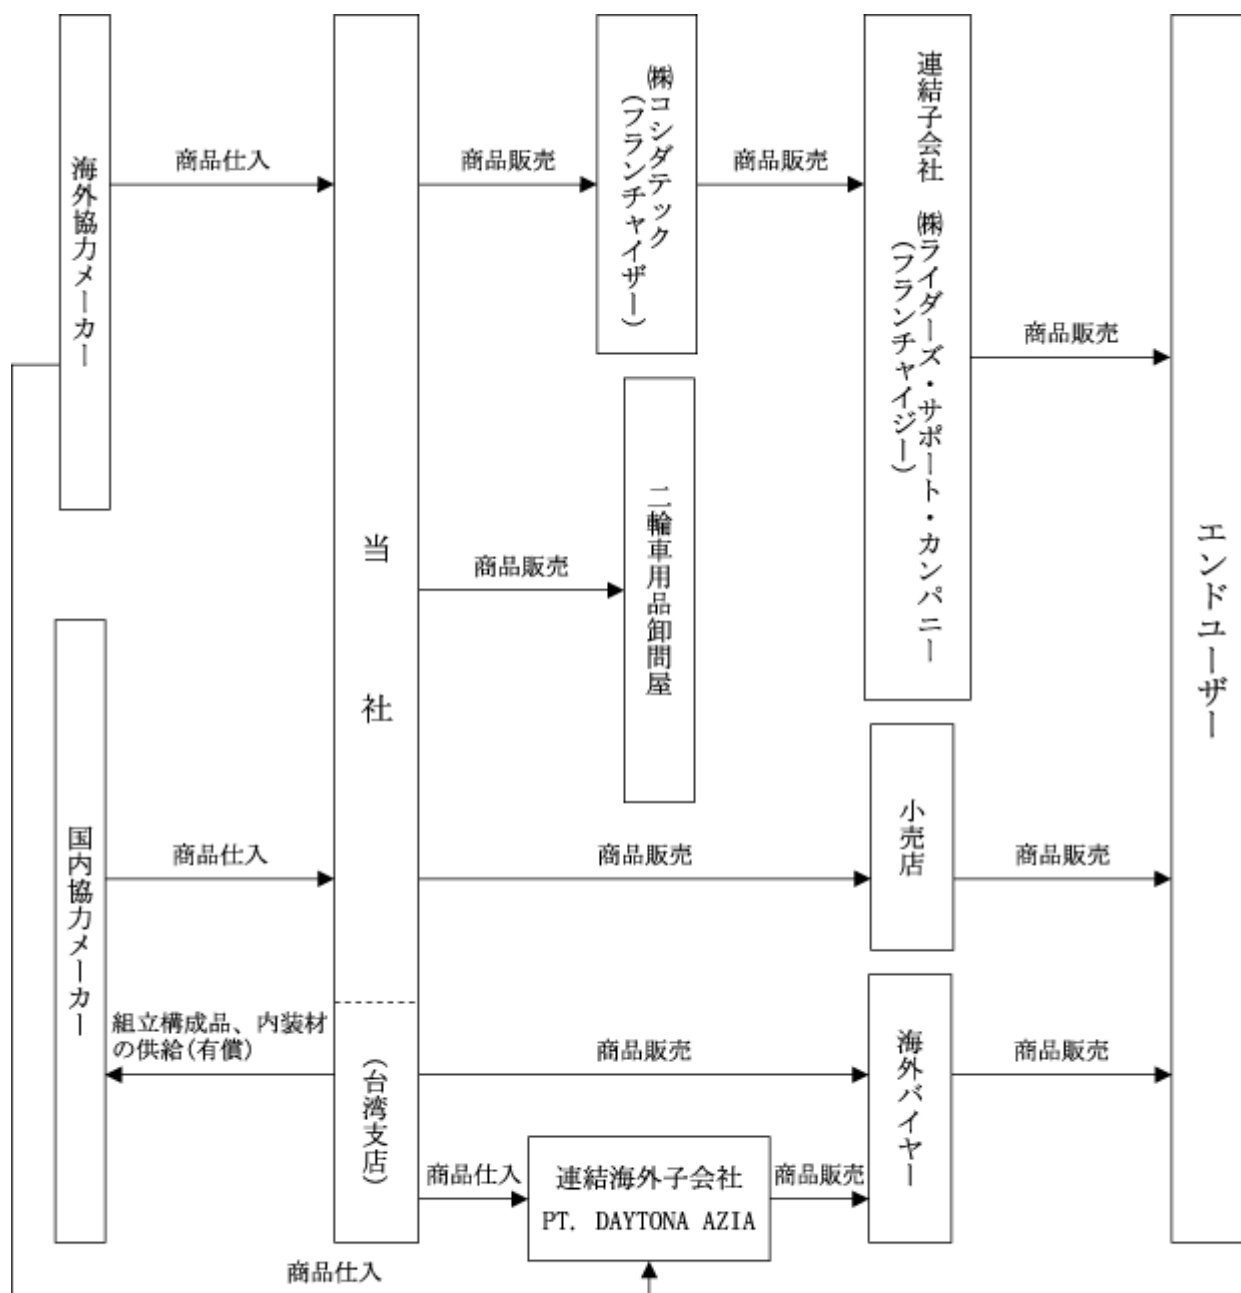 海外協力メーカー
商品仕入
当社
商品販売
㈱コシダテック
(フランチャイザー)
商品販売
連結子会社 ㈱ライダーズ・サポート・カンパニー
(フランチャイジー)
商品販売
エンドユーザー
商品販売
二輪車用品卸問屋
国内協力メーカー
商品仕入
商品販売
小売店
商品販売
組立構成品、内装材
の供給(有償)
(台湾支店)
商品販売
海外バイヤー
商品販売
商品仕入
連結海外子会社
PT. DAYTONA AZIA
商品販売
商品仕入